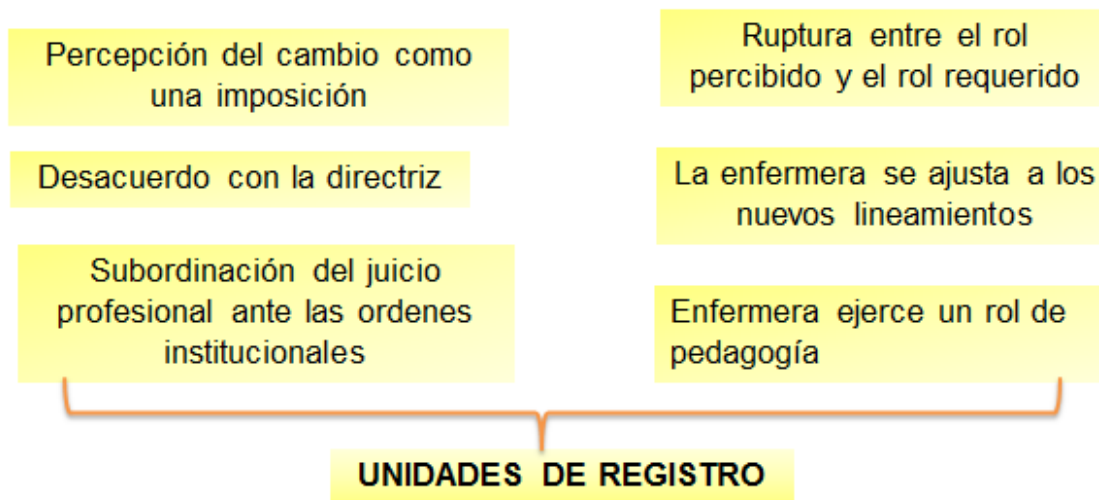 Percepción del cambio como
una imposición
Desacuerdo con la directriz
Subordinación del juicio
profesional ante las ordenes
institucionales
Ruptura entre el rol
percibido y el rol requerido
La enfermera se ajusta a los
nuevos lineamientos
Enfermera ejerce un rol de
pedagogía
UNIDADES DE REGISTRO